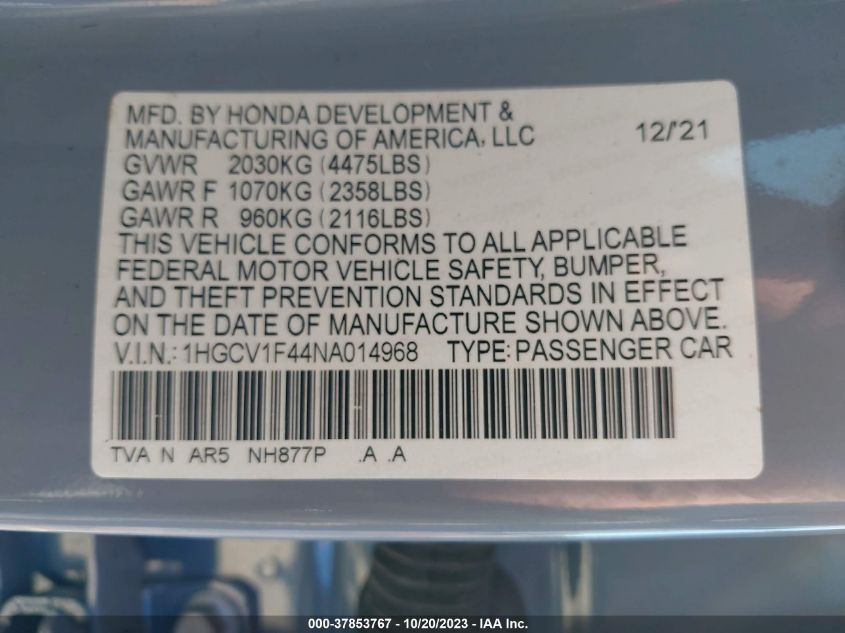 MFD. BY HONDA DEVELOPMENT &
MANUFACTURING OF AMERICA, LLC 12/'21
GVWR 2030KG (4475LBS)
GAWR F 1070KG (2358LBS)
GAWR R 960KG (2116LBS)
THIS VEHICLE CONFORMS TO ALL APPLICABLE
FEDERAL MOTOR VEHICLE SAFETY, BUMPER,
AND THEFT PREVENTION STANDARDS IN EFFECT
ON THE DATE OF MANUFACTURE SHOWN ABOVE.
V.I.N.: 1HGCV1F44NA014968 TYPE: PASSENGER CAR
TVA N AR5 NH877P .A .A
000-37853767 - 10/20/2023 - IAA Inc.